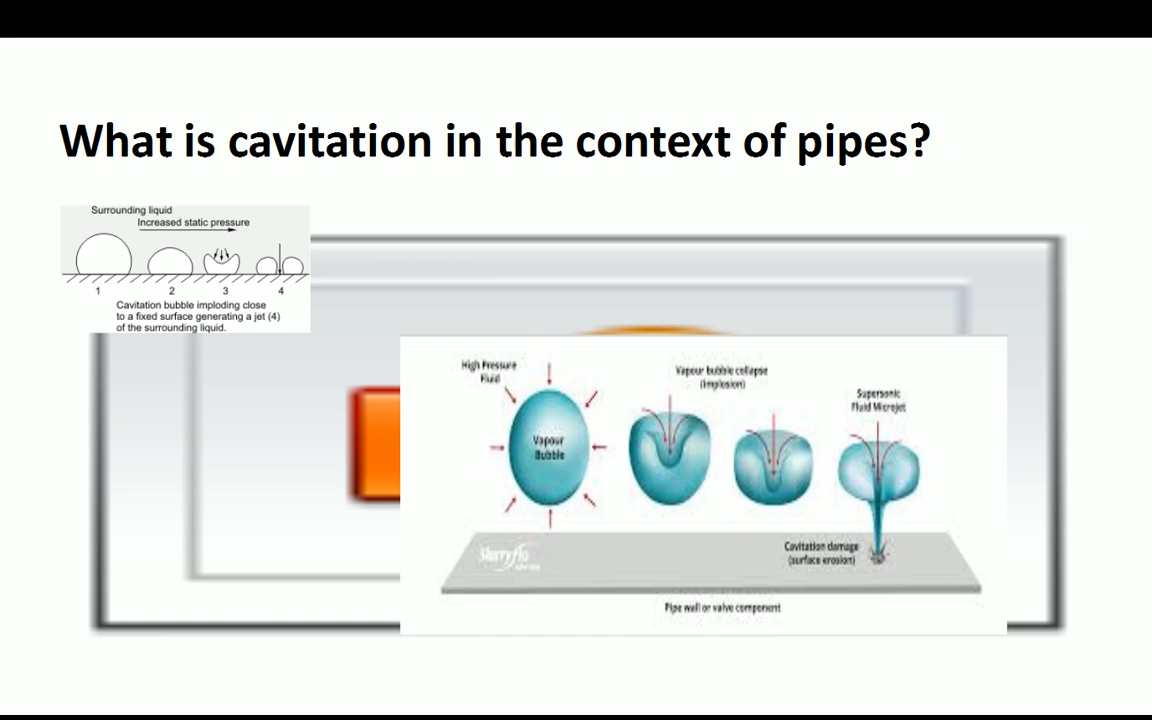 What is cavitation in the context of pipes?
Surrounding liquid
Increased static pressure
1 2 3 4
Cavitation bubble imploding close
to a fixed surface generating a jet (4)
of the surrounding liquid.
High Pressure
Fluid
Vapour
Bubble
Vapour bubble collapse
(implosion)
Supersonic
Fluid Microjet
Slurryflo
Cavitation damage
(surface erosion)
Pipe wall or valve component